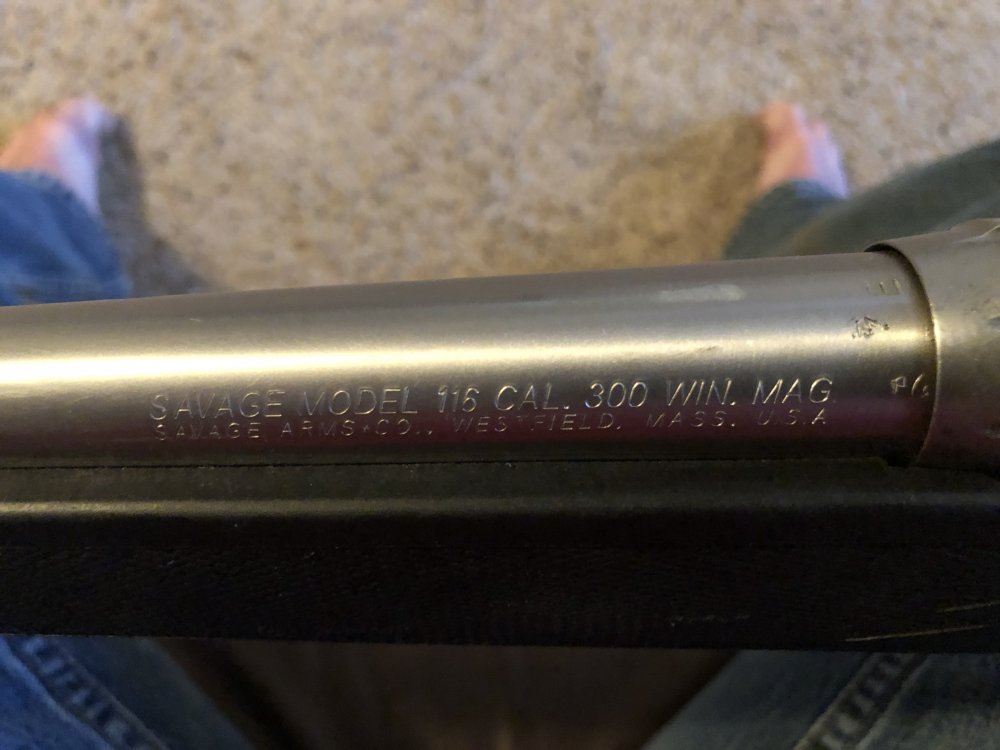 SAVAGE MODEL 116 CAL. 300 WIN. MAG.
SAVAGE ARMS CO., WESTFIELD, MASS. U.S.A
E